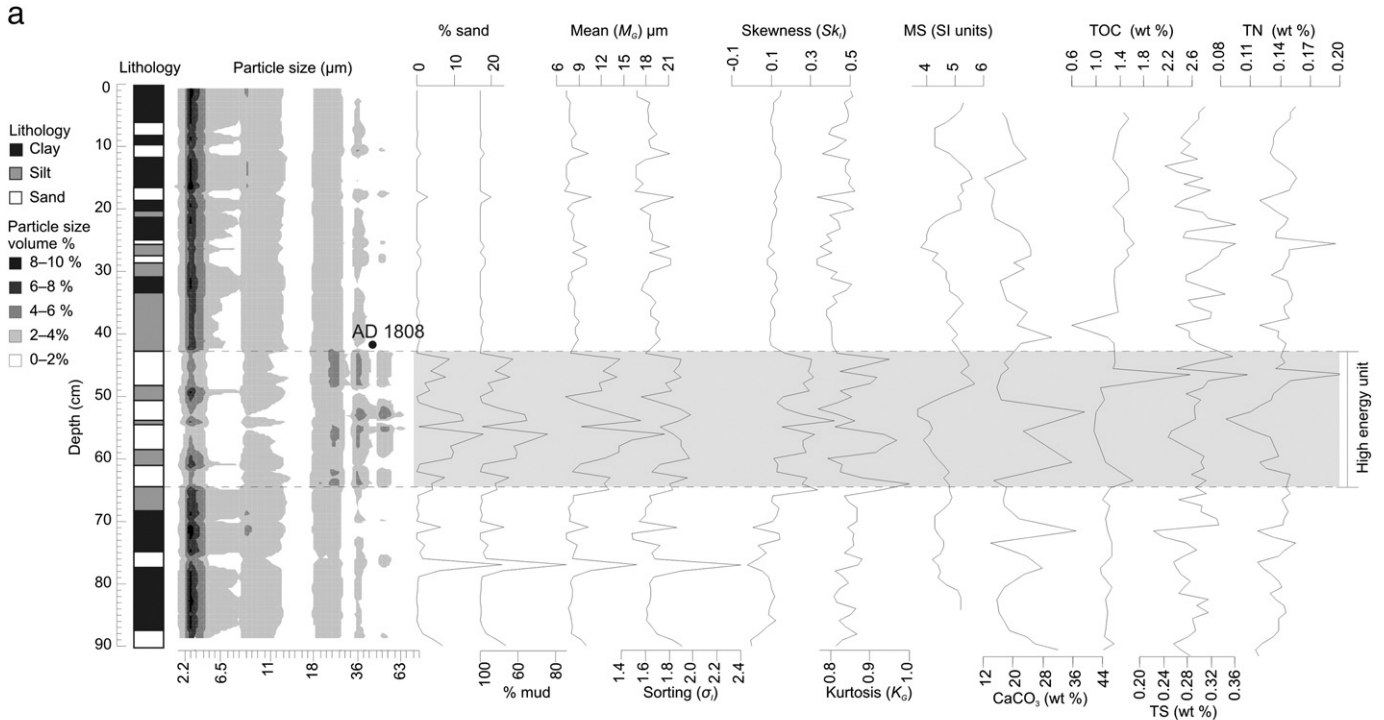 a
% sand
Mean (MG) μm
Skewness (SkI)
MS (SI units)
TOC (wt %)
TN (wt %)
0 10 20
6 9 12 15 18 21
-0.1 0.1 0.3 0.5
4 5 6
0.6 1.0 1.4 1.8 2.2 2.6
0.08 0.11 0.14 0.17 0.20
Lithology
Particle size (μm)
Lithology
Clay
Silt
Sand
Particle size
volume %
8–10 %
6–8 %
4–6 %
2–4%
0–2%
Depth (cm)
0
10
20
30
40
50
60
70
80
90
AD 1808
High energy unit
2.2 6.5 11 18 36 63
100 60 80
% mud
1.4 1.6 1.8 2.0 2.2 2.4
Sorting (σI)
0.8 0.9 1.0
Kurtosis (KG)
12 20 28 36 44
CaCO₃ (wt %)
0.20 0.24 0.28 0.32 0.36
TS (wt %)